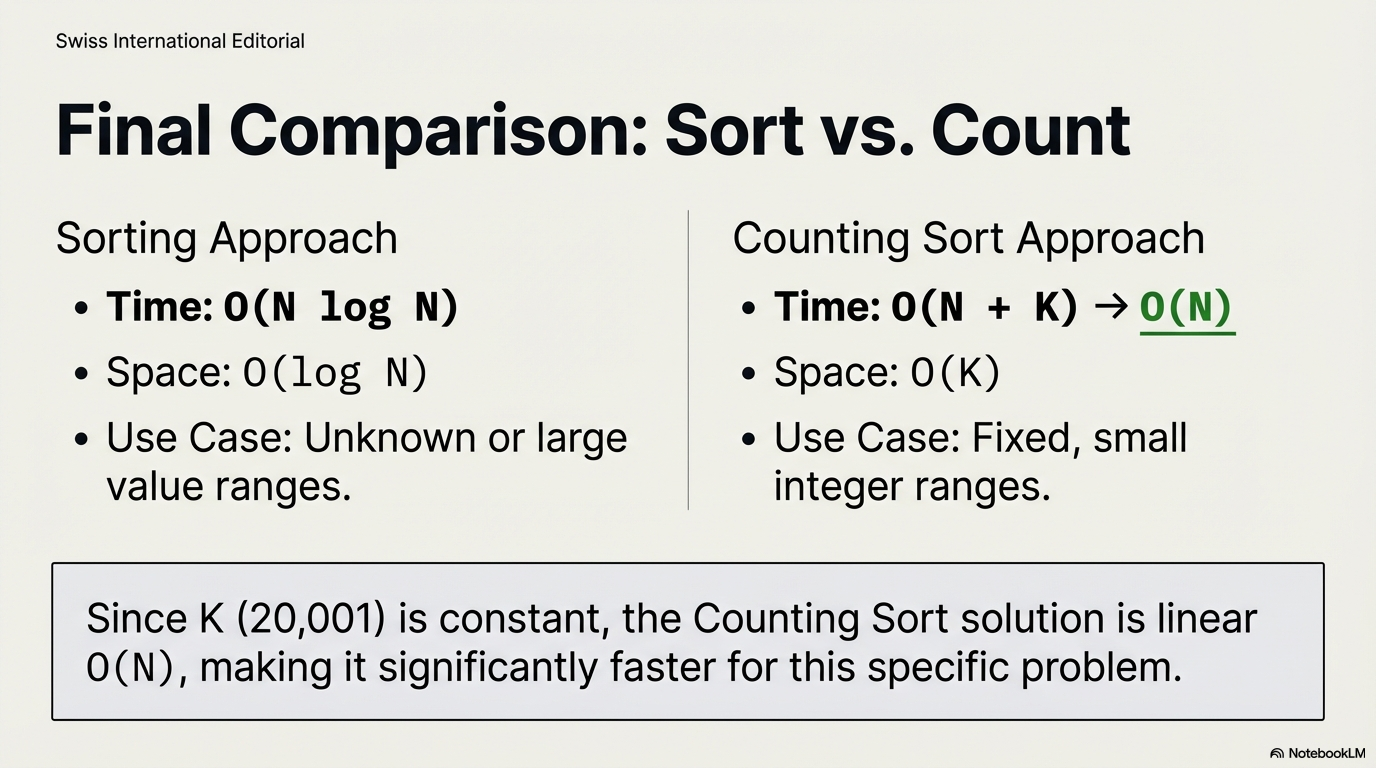 Swiss International Editorial
Final Comparison: Sort vs. Count
Sorting Approach
• Time: O(N log N)
• Space: O(log N)
• Use Case: Unknown or large
value ranges.
Counting Sort Approach
• Time: O(N + K) → O(N)
• Space: O(K)
• Use Case: Fixed, small
integer ranges.
Since K (20,001) is constant, the Counting Sort solution is linear
O(N), making it significantly faster for this specific problem.
NotebookLM